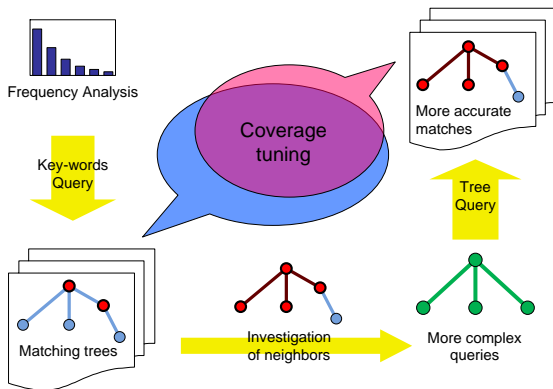 Frequency Analysis
Key-words
Query
Matching trees
Coverage
tuning
Investigation
of neighbors
More complex
queries
Tree
Query
More accurate
matches